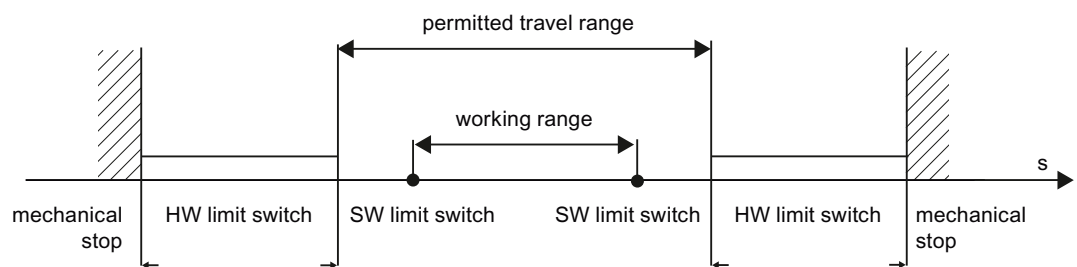 permitted travel range
working range
s
mechanical stop
HW limit switch
SW limit switch
SW limit switch
HW limit switch
mechanical stop